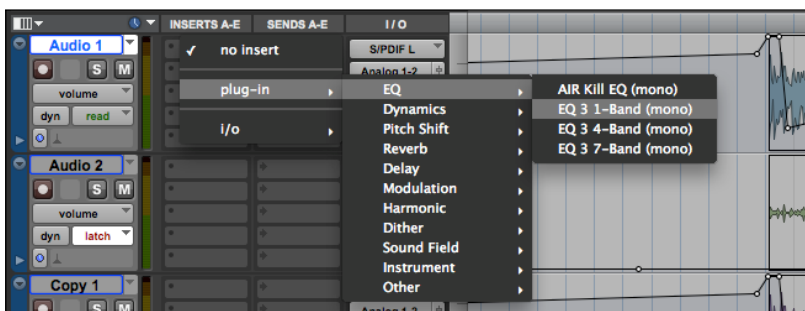 INSERTS A-E SENDS A-E I / O
Audio 1
no insert
S/PDIF L
S M
Analog 1-2
volume
plug-in
EQ
AIR Kill EQ (mono)
dyn read
Dynamics
EQ 3 1-Band (mono)
i/o
Pitch Shift
EQ 3 4-Band (mono)
Reverb
EQ 3 7-Band (mono)
Audio 2
Delay
S M
Modulation
volume
Harmonic
dyn latch
Dither
Sound Field
Instrument
Copy 1
Other
S M
Analog 1-2